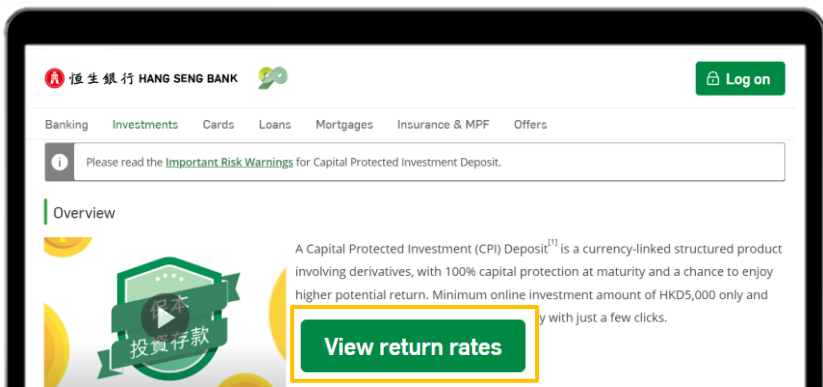 恒生銀行 HANG SENG BANK
Log on
Banking Investments Cards Loans Mortgages Insurance & MPF Offers
Please read the Important Risk Warnings for Capital Protected Investment Deposit.
Overview
A Capital Protected Investment (CPI) Deposit[1] is a currency-linked structured product
involving derivatives, with 100% capital protection at maturity and a chance to enjoy
higher potential return. Minimum online investment amount of HKD5,000 only and
y with just a few clicks.
保本
投資存款
View return rates